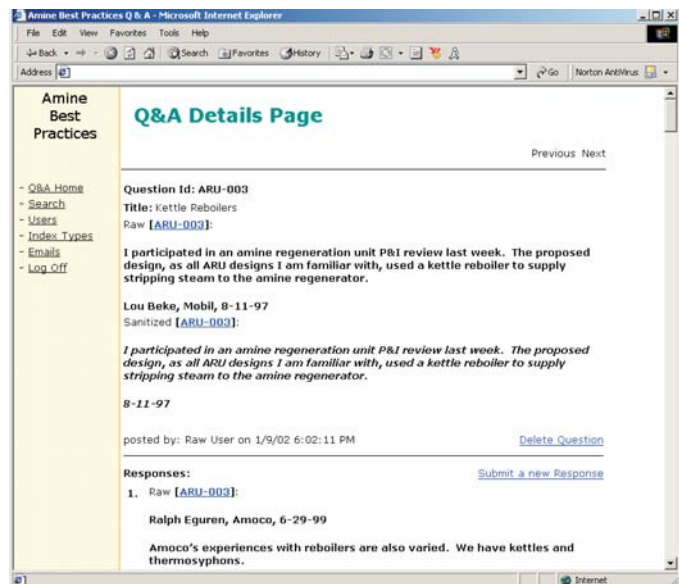 Amine Best Practices Q & A - Microsoft Internet Explorer
File Edit View Favorites Tools Help
Back Search Favorites History
Address Go Norton AntiVirus
Amine
Best
Practices
- Q&A Home
- Search
- Users
- Index Types
- Emails
- Log Off
Q&A Details Page
Previous Next
Question Id: ARU-003
Title: Kettle Reboilers
Raw [ARU-003]:
I participated in an amine regeneration unit P&I review last week. The proposed
design, as all ARU designs I am familiar with, used a kettle reboiler to supply
stripping steam to the amine regenerator.
Lou Beke, Mobil, 8-11-97
Sanitized [ARU-003]:
I participated in an amine regeneration unit P&I review last week. The proposed
design, as all ARU designs I am familiar with, used a kettle reboiler to supply
stripping steam to the amine regenerator.
8-11-97
posted by: Raw User on 1/9/02 6:02:11 PM Delete Question
Responses: Submit a new Response
1. Raw [ARU-003]:
Ralph Eguren, Amoco, 6-29-99
Amoco's experiences with reboilers are also varied. We have kettles and
thermosyphons.
Internet